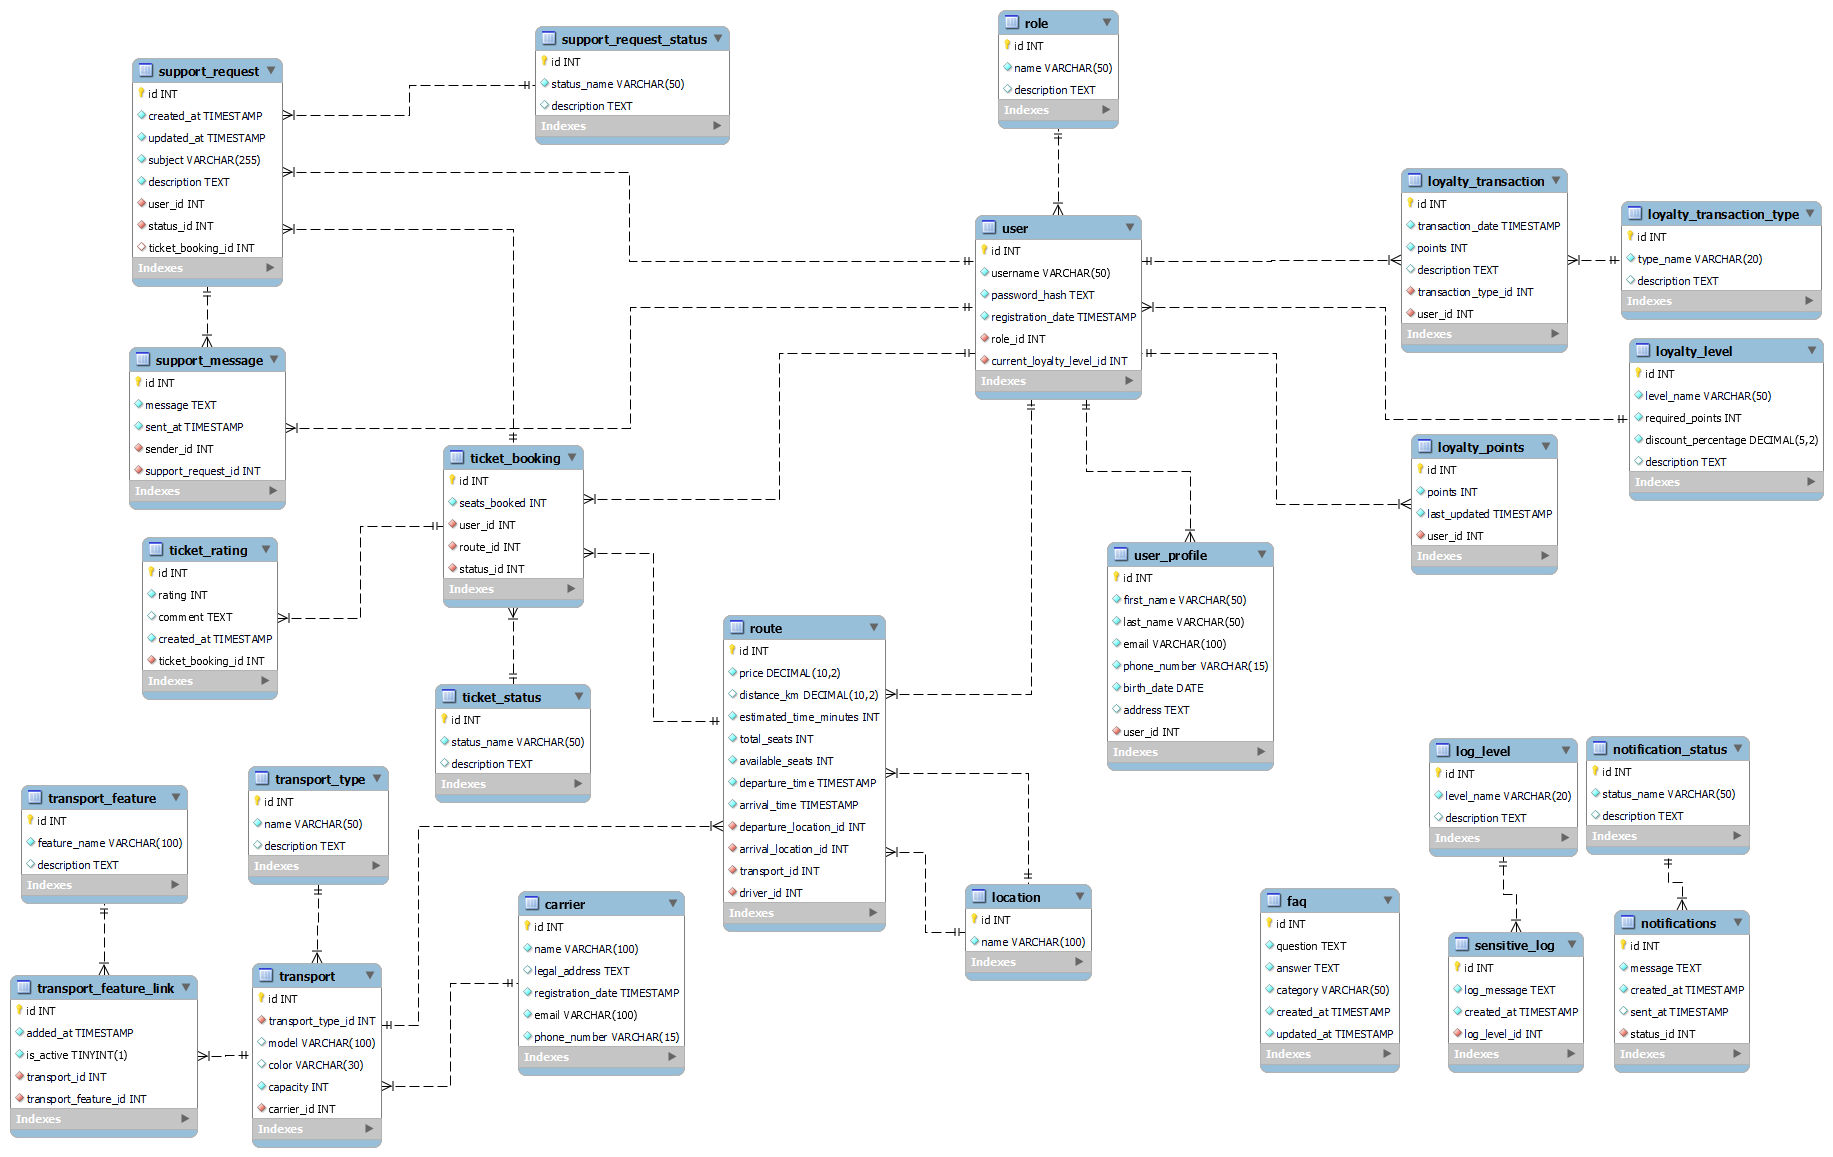 support_request
id INT
created_at TIMESTAMP
updated_at TIMESTAMP
subject VARCHAR(255)
description TEXT
user_id INT
status_id INT
ticket_booking_id INT
Indexes
support_request_status
id INT
status_name VARCHAR(50)
description TEXT
Indexes
role
id INT
name VARCHAR(50)
description TEXT
Indexes
user
id INT
username VARCHAR(50)
password_hash TEXT
registration_date TIMESTAMP
role_id INT
current_loyalty_level_id INT
Indexes
loyalty_transaction
id INT
transaction_date TIMESTAMP
points INT
description TEXT
transaction_type_id INT
user_id INT
Indexes
loyalty_transaction_type
id INT
type_name VARCHAR(20)
description TEXT
Indexes
loyalty_level
id INT
level_name VARCHAR(50)
required_points INT
discount_percentage DECIMAL(5,2)
description TEXT
Indexes
support_message
id INT
message TEXT
sent_at TIMESTAMP
sender_id INT
support_request_id INT
Indexes
ticket_booking
id INT
seats_booked INT
user_id INT
route_id INT
status_id INT
Indexes
loyalty_points
id INT
points INT
last_updated TIMESTAMP
user_id INT
Indexes
ticket_rating
id INT
rating INT
comment TEXT
created_at TIMESTAMP
ticket_booking_id INT
Indexes
user_profile
id INT
first_name VARCHAR(50)
last_name VARCHAR(50)
email VARCHAR(100)
phone_number VARCHAR(15)
birth_date DATE
address TEXT
user_id INT
Indexes
route
id INT
price DECIMAL(10,2)
distance_km DECIMAL(10,2)
estimated_time_minutes INT
total_seats INT
available_seats INT
departure_time TIMESTAMP
arrival_time TIMESTAMP
departure_location_id INT
arrival_location_id INT
transport_id INT
driver_id INT
Indexes
ticket_status
id INT
status_name VARCHAR(50)
description TEXT
Indexes
transport_feature
id INT
feature_name VARCHAR(100)
description TEXT
Indexes
transport_type
id INT
name VARCHAR(50)
description TEXT
Indexes
log_level
id INT
level_name VARCHAR(20)
description TEXT
Indexes
notification_status
id INT
status_name VARCHAR(50)
description TEXT
Indexes
carrier
id INT
name VARCHAR(100)
legal_address TEXT
registration_date TIMESTAMP
email VARCHAR(100)
phone_number VARCHAR(15)
Indexes
location
id INT
name VARCHAR(100)
Indexes
faq
id INT
question TEXT
answer TEXT
category VARCHAR(50)
created_at TIMESTAMP
updated_at TIMESTAMP
Indexes
sensitive_log
id INT
log_message TEXT
created_at TIMESTAMP
log_level_id INT
Indexes
notifications
id INT
message TEXT
created_at TIMESTAMP
sent_at TIMESTAMP
status_id INT
Indexes
transport_feature_link
id INT
added_at TIMESTAMP
is_active TINYINT(1)
transport_id INT
transport_feature_id INT
Indexes
transport
id INT
transport_type_id INT
model VARCHAR(100)
color VARCHAR(30)
capacity INT
carrier_id INT
Indexes